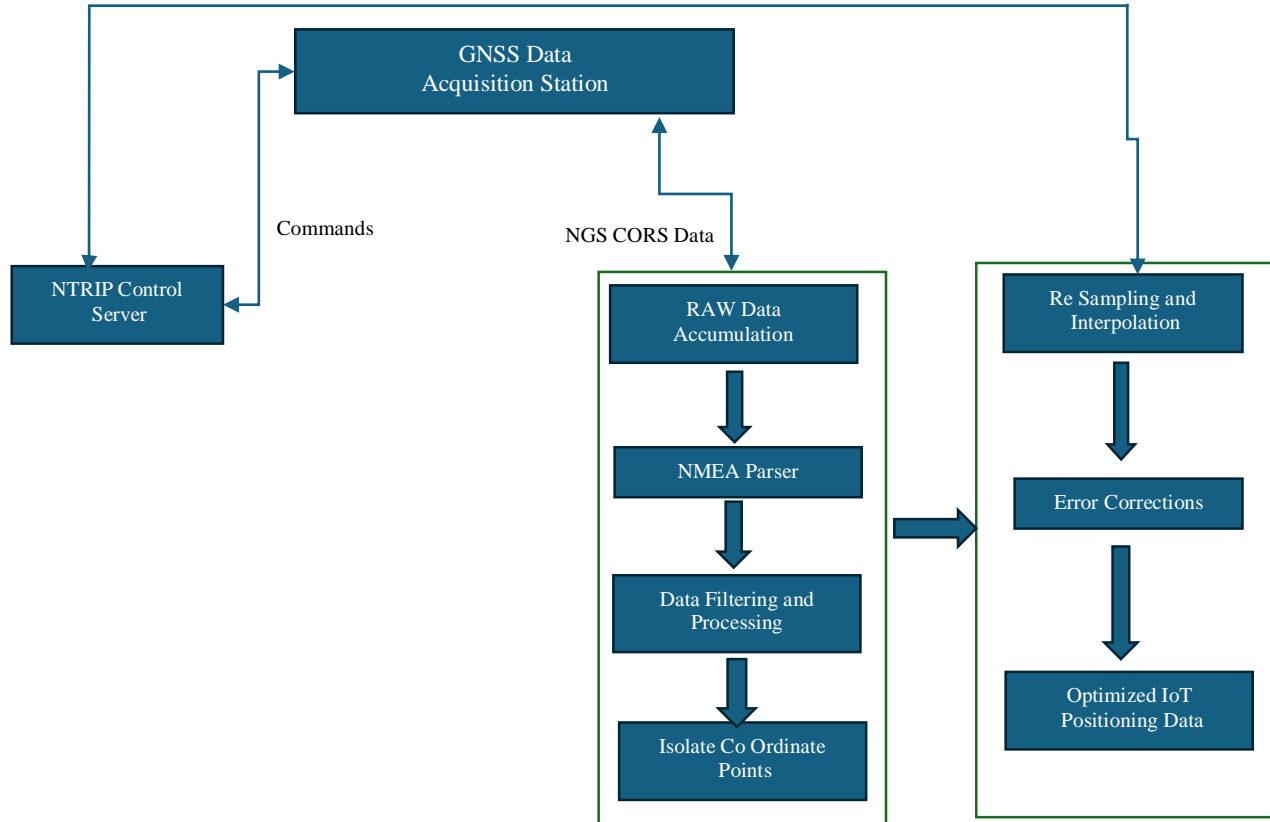 GNSS Data
Acquisition Station
Commands
NGS CORS Data
NTRIP Control
Server
RAW Data
Accumulation
NMEA Parser
Data Filtering and
Processing
Isolate Co Ordinate
Points
Re Sampling and
Interpolation
Error Corrections
Optimized IoT
Positioning Data